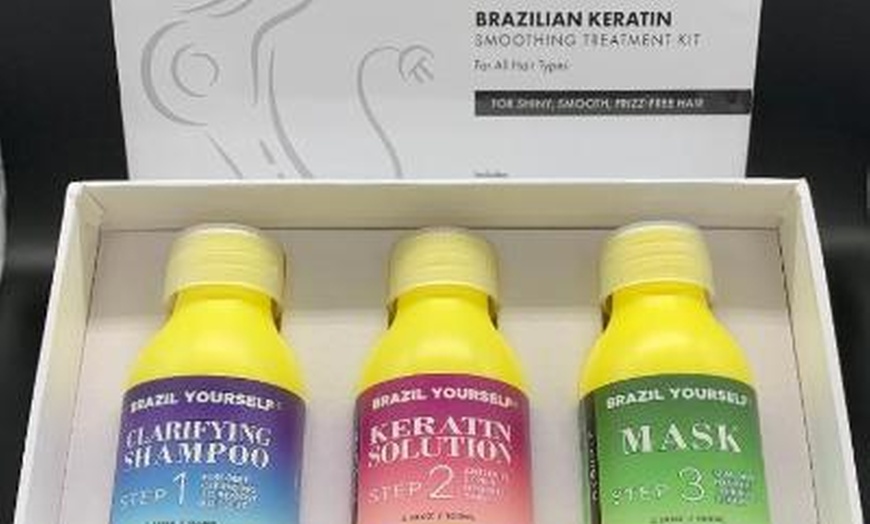 BRAZILIAN KERATIN
SMOOTHING TREATMENT KIT
For All Hair Types
FOR SHINY, SMOOTH, FRIZZ-FREE HAIR
Includes
BRAZIL YOURSELF
CLARIFYING
SHAMPOO
STEP 1
BRAZIL YOURSELF
KERATIN
SOLUTION
STEP 2
BRAZIL YOURSELF
MASK
STEP 3